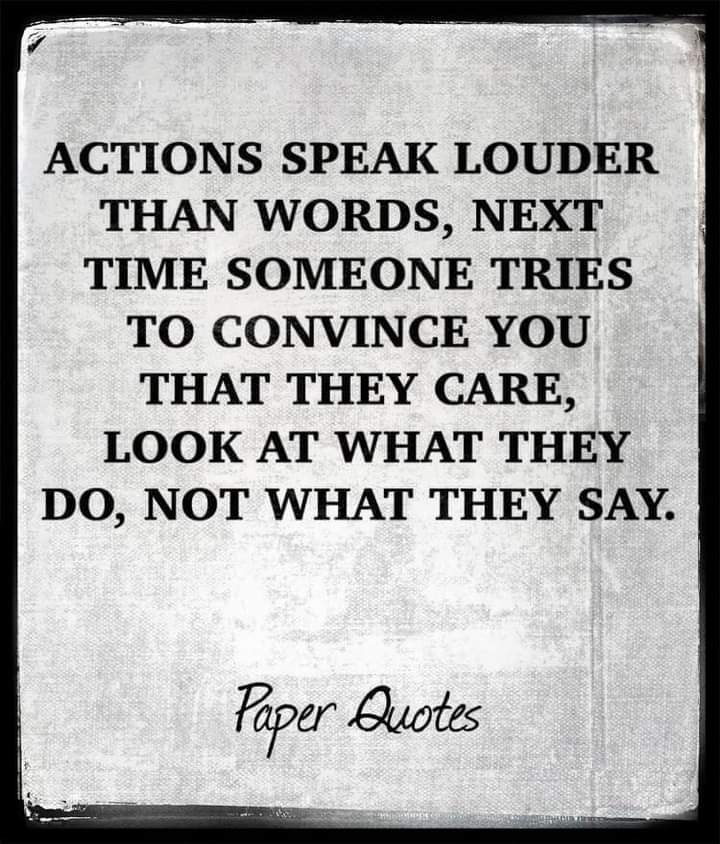 ACTIONS SPEAK LOUDER
THAN WORDS, NEXT
TIME SOMEONE TRIES
TO CONVINCE YOU
THAT THEY CARE,
LOOK AT WHAT THEY
DO, NOT WHAT THEY SAY.
Paper Quotes